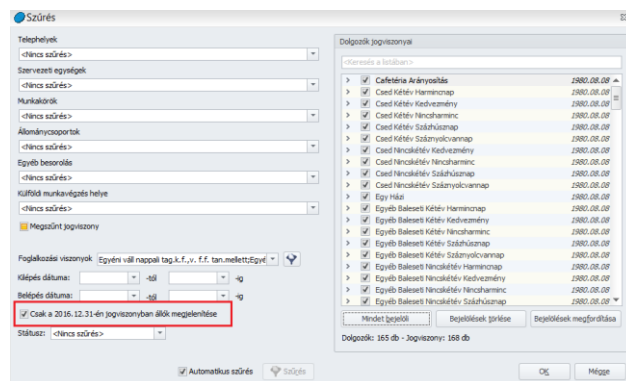 Szűrés
Telephelyek
<Nincs szűrés>
Szervezeti egységek
<Nincs szűrés>
Munkakörök
<Nincs szűrés>
Állománycsoportok
<Nincs szűrés>
Egyéb besorolás
<Nincs szűrés>
Külföldi munkavégzés helye
<Nincs szűrés>
Megszűnt jogviszony
Foglalkozási viszonyok Egyéni váll nappali tag.k.f.,v. f.f. tan.mellett;Egyé
Kilépés dátuma: -tól -ig
Belépés dátuma: -tól -ig
Csak a 2016.12.31-én jogviszonyban állók megjelenítése
Státusz: <Nincs szűrés>
Automatikus szűrés Szűrés
Dolgozók jogviszonyai
<Keresés a listában>
Cafetéria Arányosítás 1980.08.08
Csed Kétév Harmincnap 1980.08.08
Csed Kétév Kedvezmény 1980.08.08
Csed Kétév Nincsharminc 1980.08.08
Csed Kétév Százhúsznap 1980.08.08
Csed Kétév Száznyolcvannap 1980.08.08
Csed Nincskétév Kedvezmény 1980.08.08
Csed Nincskétév Nincsharminc 1980.08.08
Csed Nincskétév Százhúsznap 1980.08.08
Csed Nincskétév Száznyolcvannap 1980.08.08
Egy Házi 1980.08.08
Egyéb Baleseti Kétév Harmincnap 1980.08.08
Egyéb Baleseti Kétév Kedvezmény 1980.08.08
Egyéb Baleseti Kétév Nincsharminc 1980.08.08
Egyéb Baleseti Kétév Százhúsznap 1980.08.08
Egyéb Baleseti Kétév Száznyolcvannap 1980.08.08
Egyéb Baleseti Nincskétév Harmincnap 1980.08.08
Egyéb Baleseti Nincskétév Kedvezmény 1980.08.08
Egyéb Baleseti Nincskétév Nincsharminc 1980.08.08
Egyéb Baleseti Nincskétév Százhúsznap 1980.08.08
Mindet bejelöli Bejelölések törlése Bejelölések megfordítása
Dolgozók: 165 db - Jogviszony: 168 db
OK Mégse